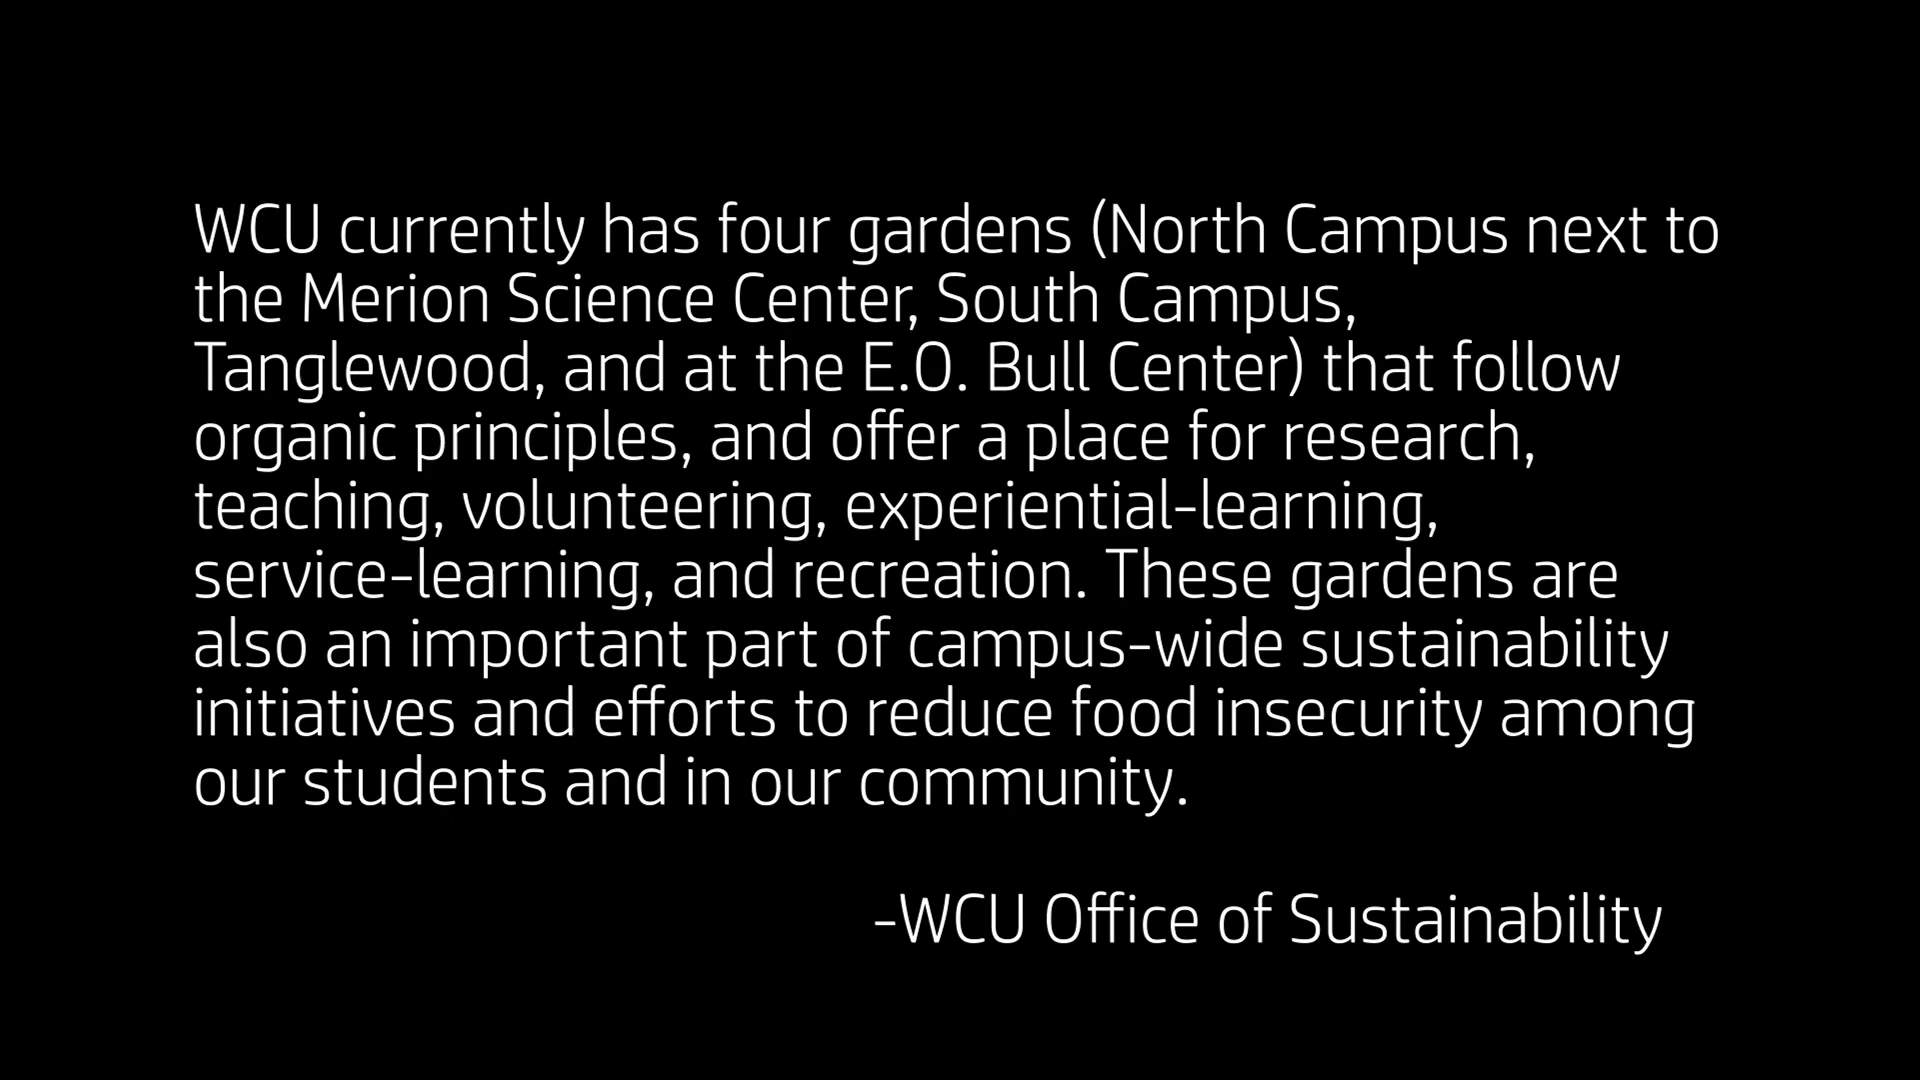 WCU currently has four gardens (North Campus next to
the Merion Science Center, South Campus,
Tanglewood, and at the E.O. Bull Center) that follow
organic principles, and offer a place for research,
teaching, volunteering, experiential-learning,
service-learning, and recreation. These gardens are
also an important part of campus-wide sustainability
initiatives and efforts to reduce food insecurity among
our students and in our community.
-WCU Office of Sustainability